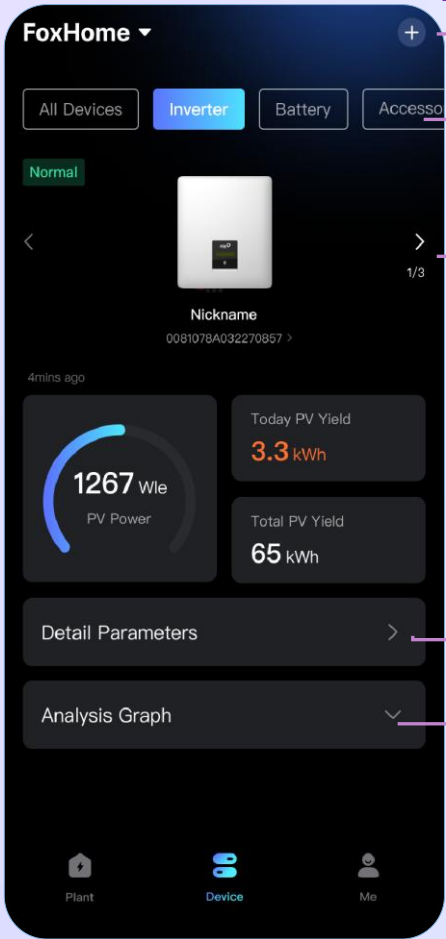 FoxHome
All Devices
Inverter
Battery
Accesso
Normal
1/3
Nickname
0081078A032270857
4mins ago
1267 Wle
PV Power
Today PV Yield
3.3 kWh
Total PV Yield
65 kWh
Detail Parameters
Analysis Graph
Plant
Device
Me